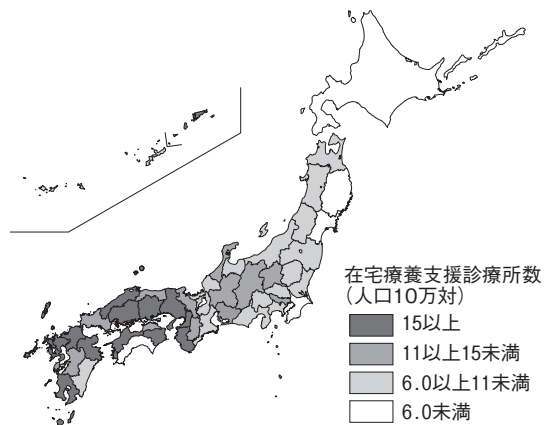 在宅療養支援診療所数
(人口10万対)
15以上
11以上15未満
6.0以上11未満
6.0未満